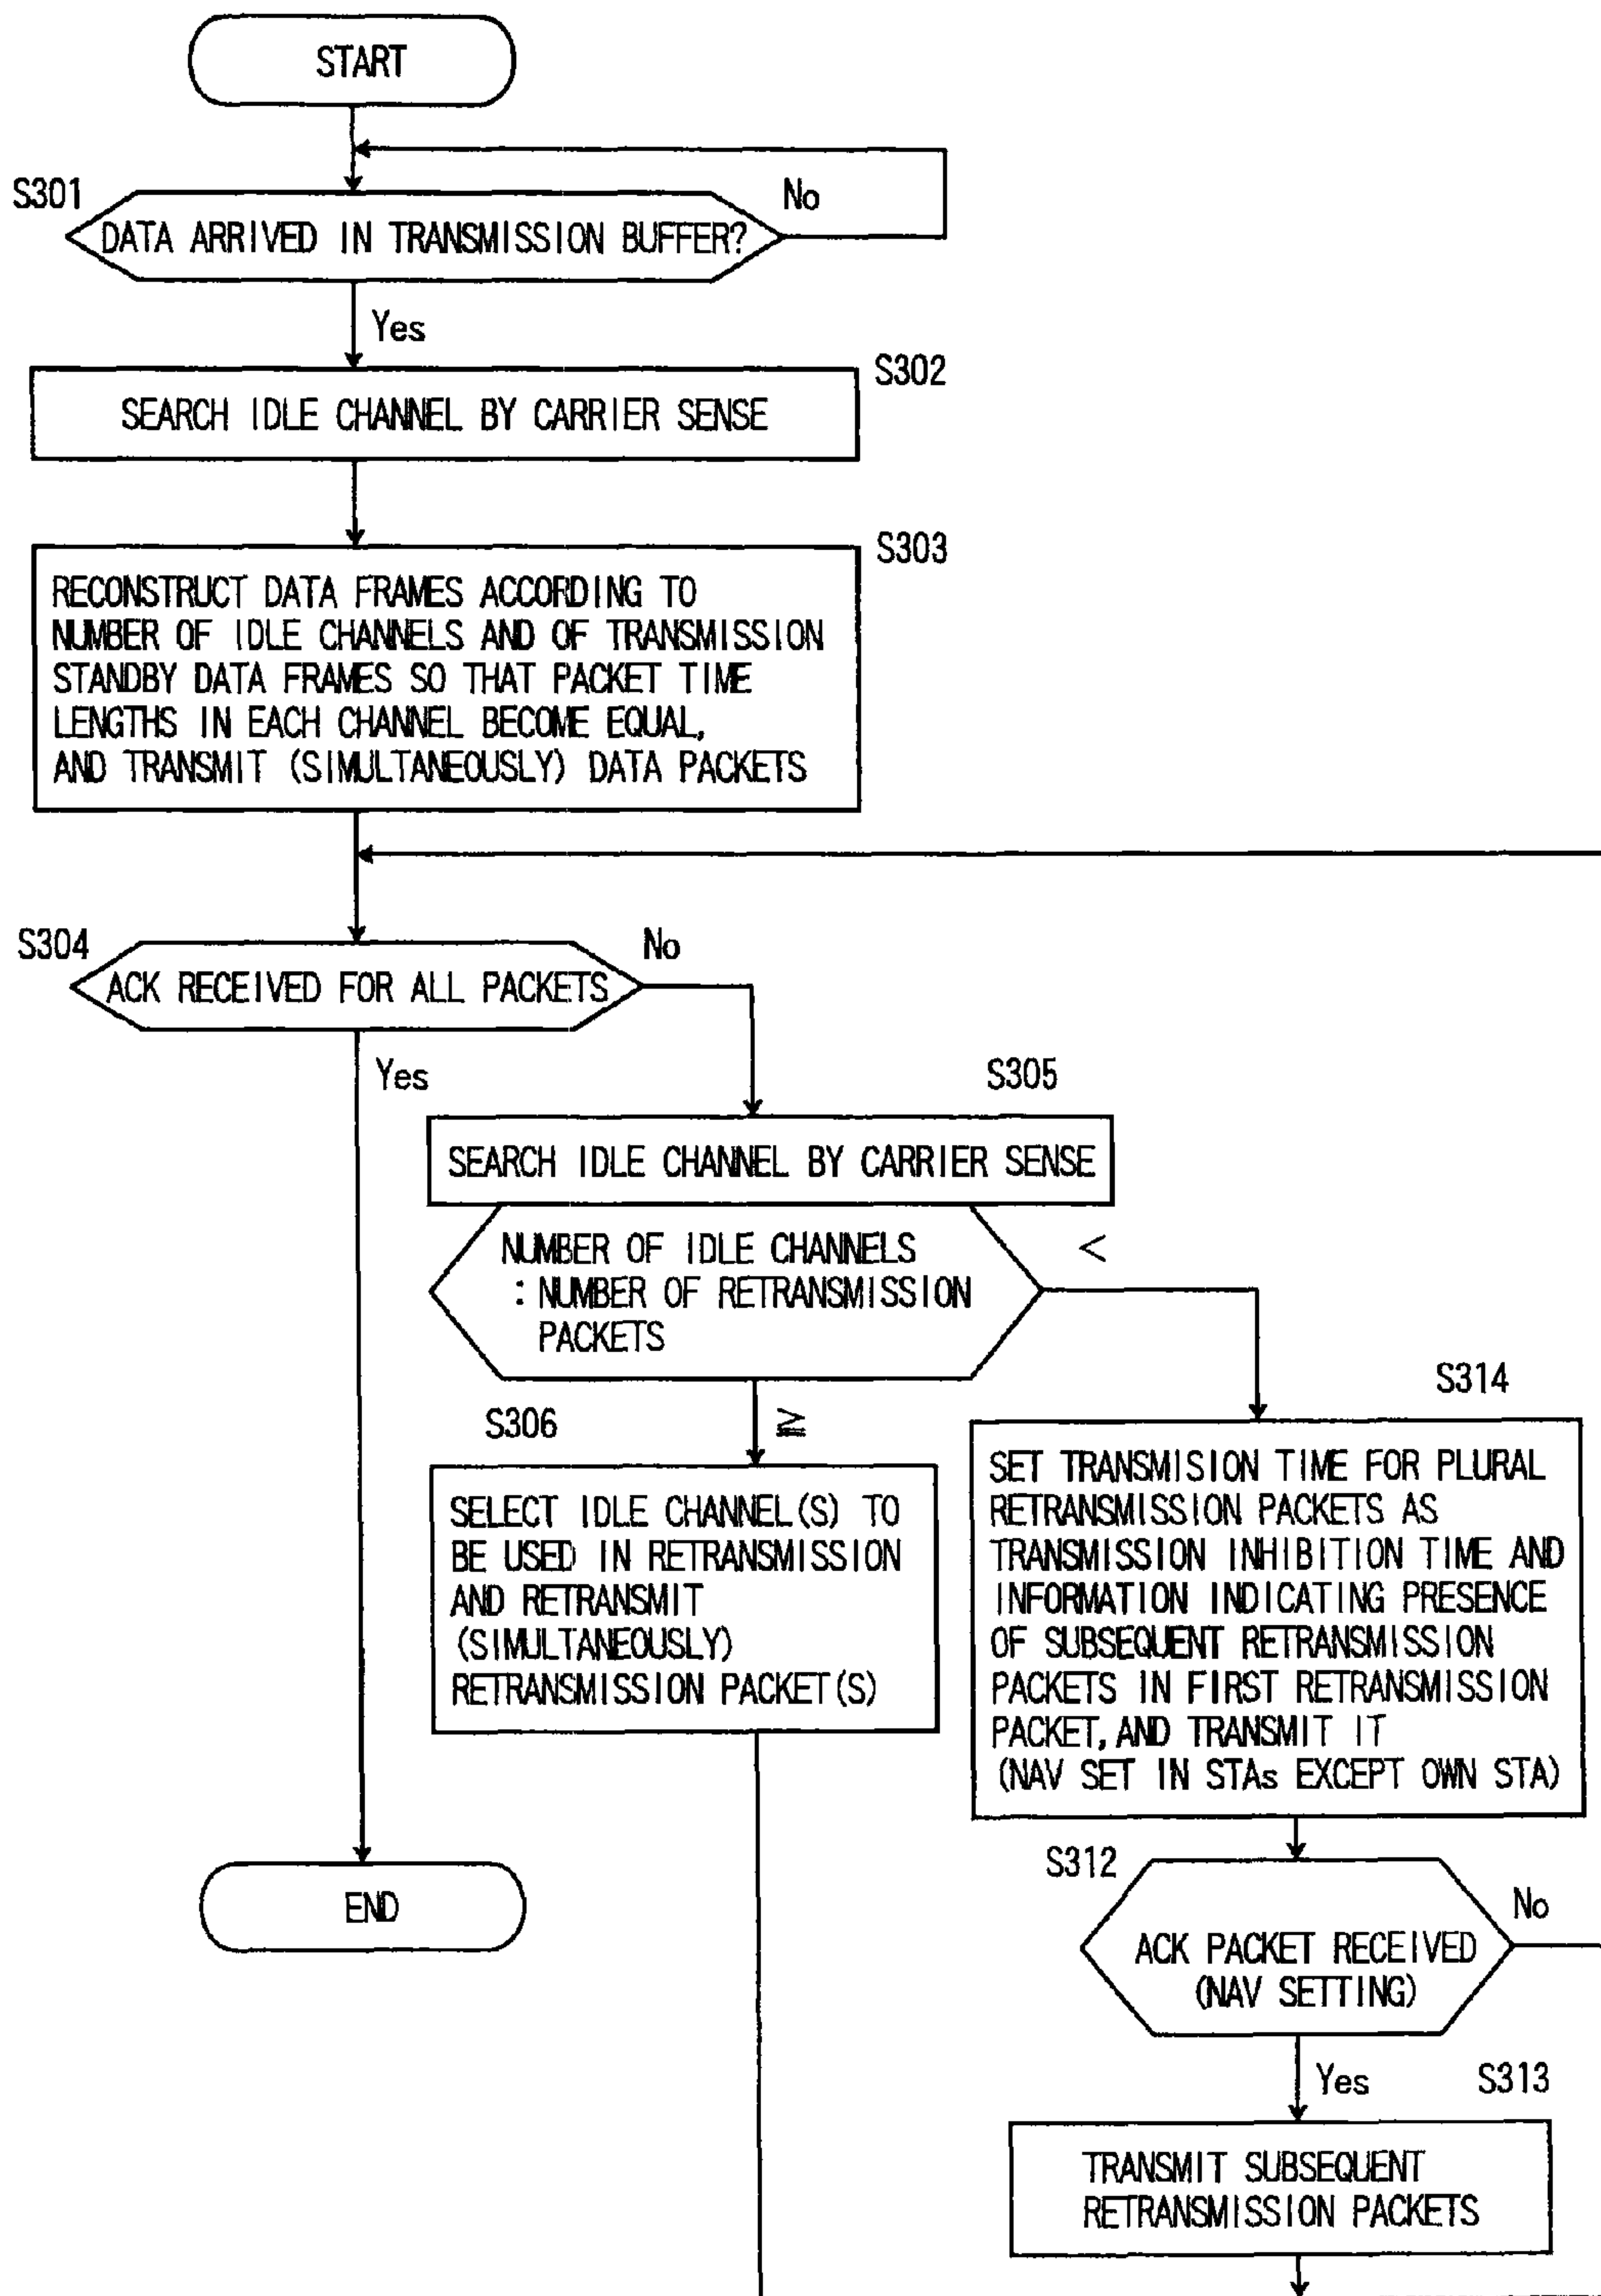 START
S301
No
DATA ARRIVED IN TRANSMISSION BUFFER?
Yes
S302
SEARCH IDLE CHANNEL BY CARRIER SENSE
S303
RECONSTRUCT DATA FRAMES ACCORDING TO
NUMBER OF IDLE CHANNELS AND OF TRANSMISSION
STANDBY DATA FRAMES SO THAT PACKET TIME
LENGTHS IN EACH CHANNEL BECOME EQUAL,
AND TRANSMIT (SIMULTANEOUSLY) DATA PACKETS
S304
No
ACK RECEIVED FOR ALL PACKETS
Yes
S305
SEARCH IDLE CHANNEL BY CARRIER SENSE
NUMBER OF IDLE CHANNELS
: NUMBER OF RETRANSMISSION
PACKETS
<
≧
S306
SELECT IDLE CHANNEL(S) TO
BE USED IN RETRANSMISSION
AND RETRANSMIT
(SIMULTANEOUSLY)
RETRANSMISSION PACKET(S)
S314
SET TRANSMISION TIME FOR PLURAL
RETRANSMISSION PACKETS AS
TRANSMISSION INHIBITION TIME AND
INFORMATION INDICATING PRESENCE
OF SUBSEQUENT RETRANSMISSION
PACKETS IN FIRST RETRANSMISSION
PACKET, AND TRANSMIT IT
(NAV SET IN STAs EXCEPT OWN STA)
END
S312
No
ACK PACKET RECEIVED
(NAV SETTING)
Yes
S313
TRANSMIT SUBSEQUENT
RETRANSMISSION PACKETS